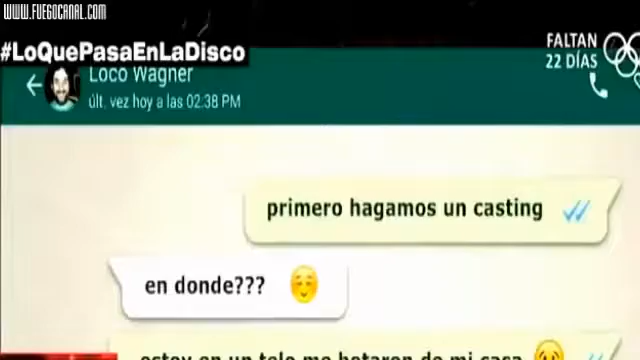 WWW.FUEGOCANAL.COM
#LoQuePasaEnLaDisco
FALTAN
22 DÍAS
Loco Wagner
últ. vez hoy a las 02.38 PM
primero hagamos un casting
en donde???
estoy en un telo me botaron de mi casa